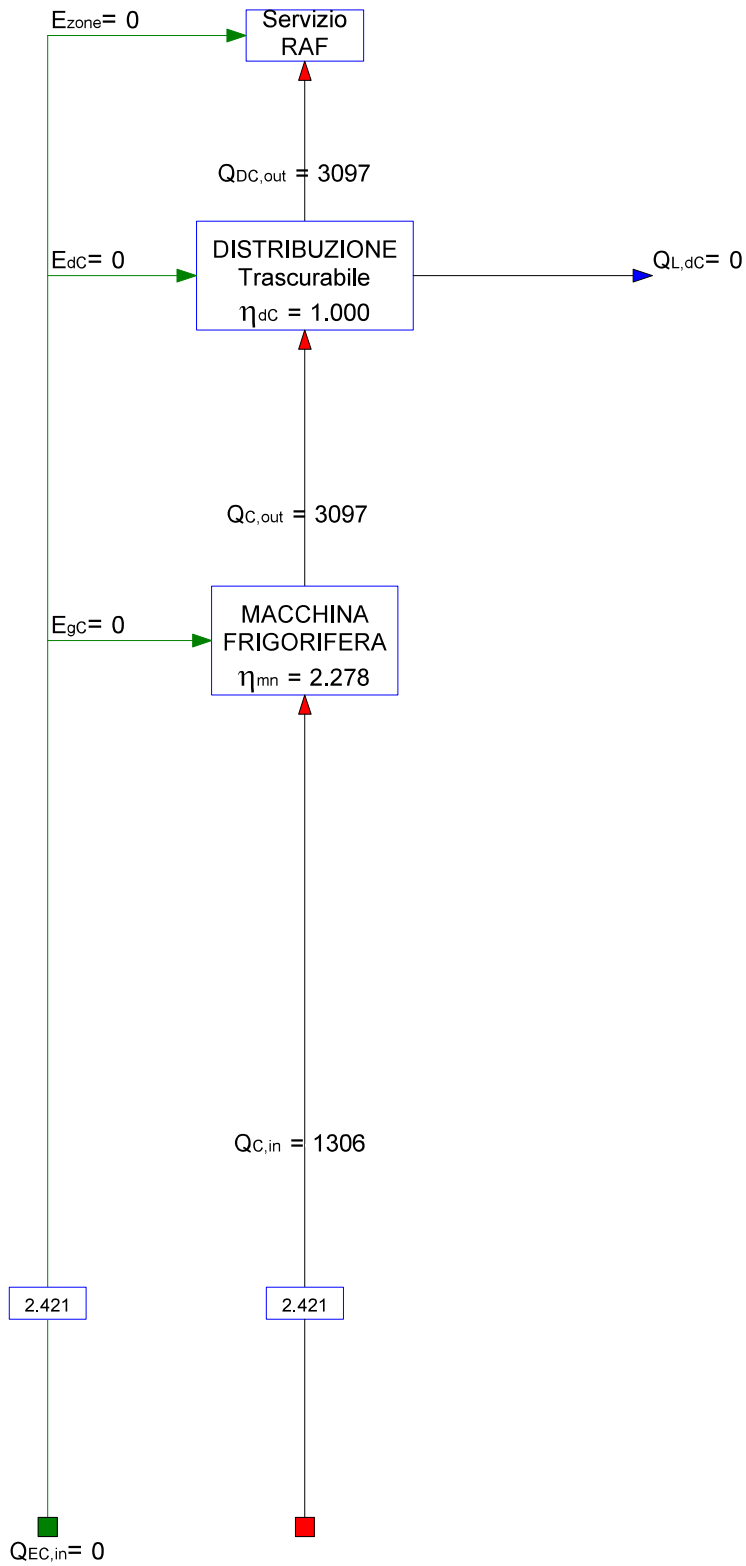 Ezone= 0
Servizio
RAF
QDC,out = 3097
EdC= 0
DISTRIBUZIONE
Trascurabile
ηdC = 1.000
QL,dC= 0
QC,out = 3097
EgC= 0
MACCHINA
FRIGORIFERA
ηmn = 2.278
QC,in = 1306
2.421
2.421
QEC,in= 0